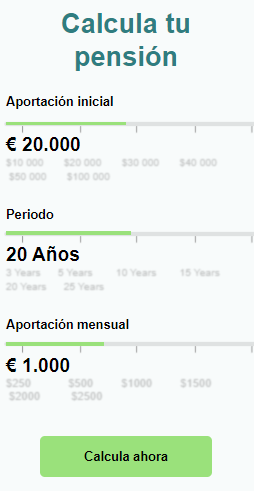 Calcula tu
pensión
Aportación inicial
€ 20.000
$10 000 $20 000 $30 000 $40 000
$50 000 $100 000
Periodo
20 Años
3 Years 5 Years 10 Years 15 Years
20 Years 25 Years
Aportación mensual
€ 1.000
$250 $500 $1000 $1500
$2000 $2500
Calcula ahora